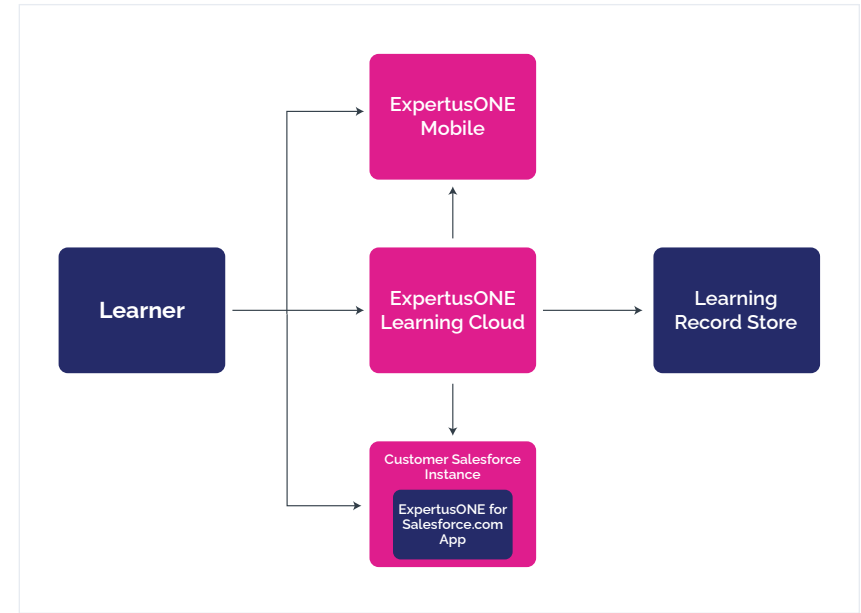 ExpertusONE
Mobile
Learner
ExpertusONE
Learning Cloud
Learning
Record Store
Customer Salesforce
Instance
ExpertusONE for
Salesforce.com
App